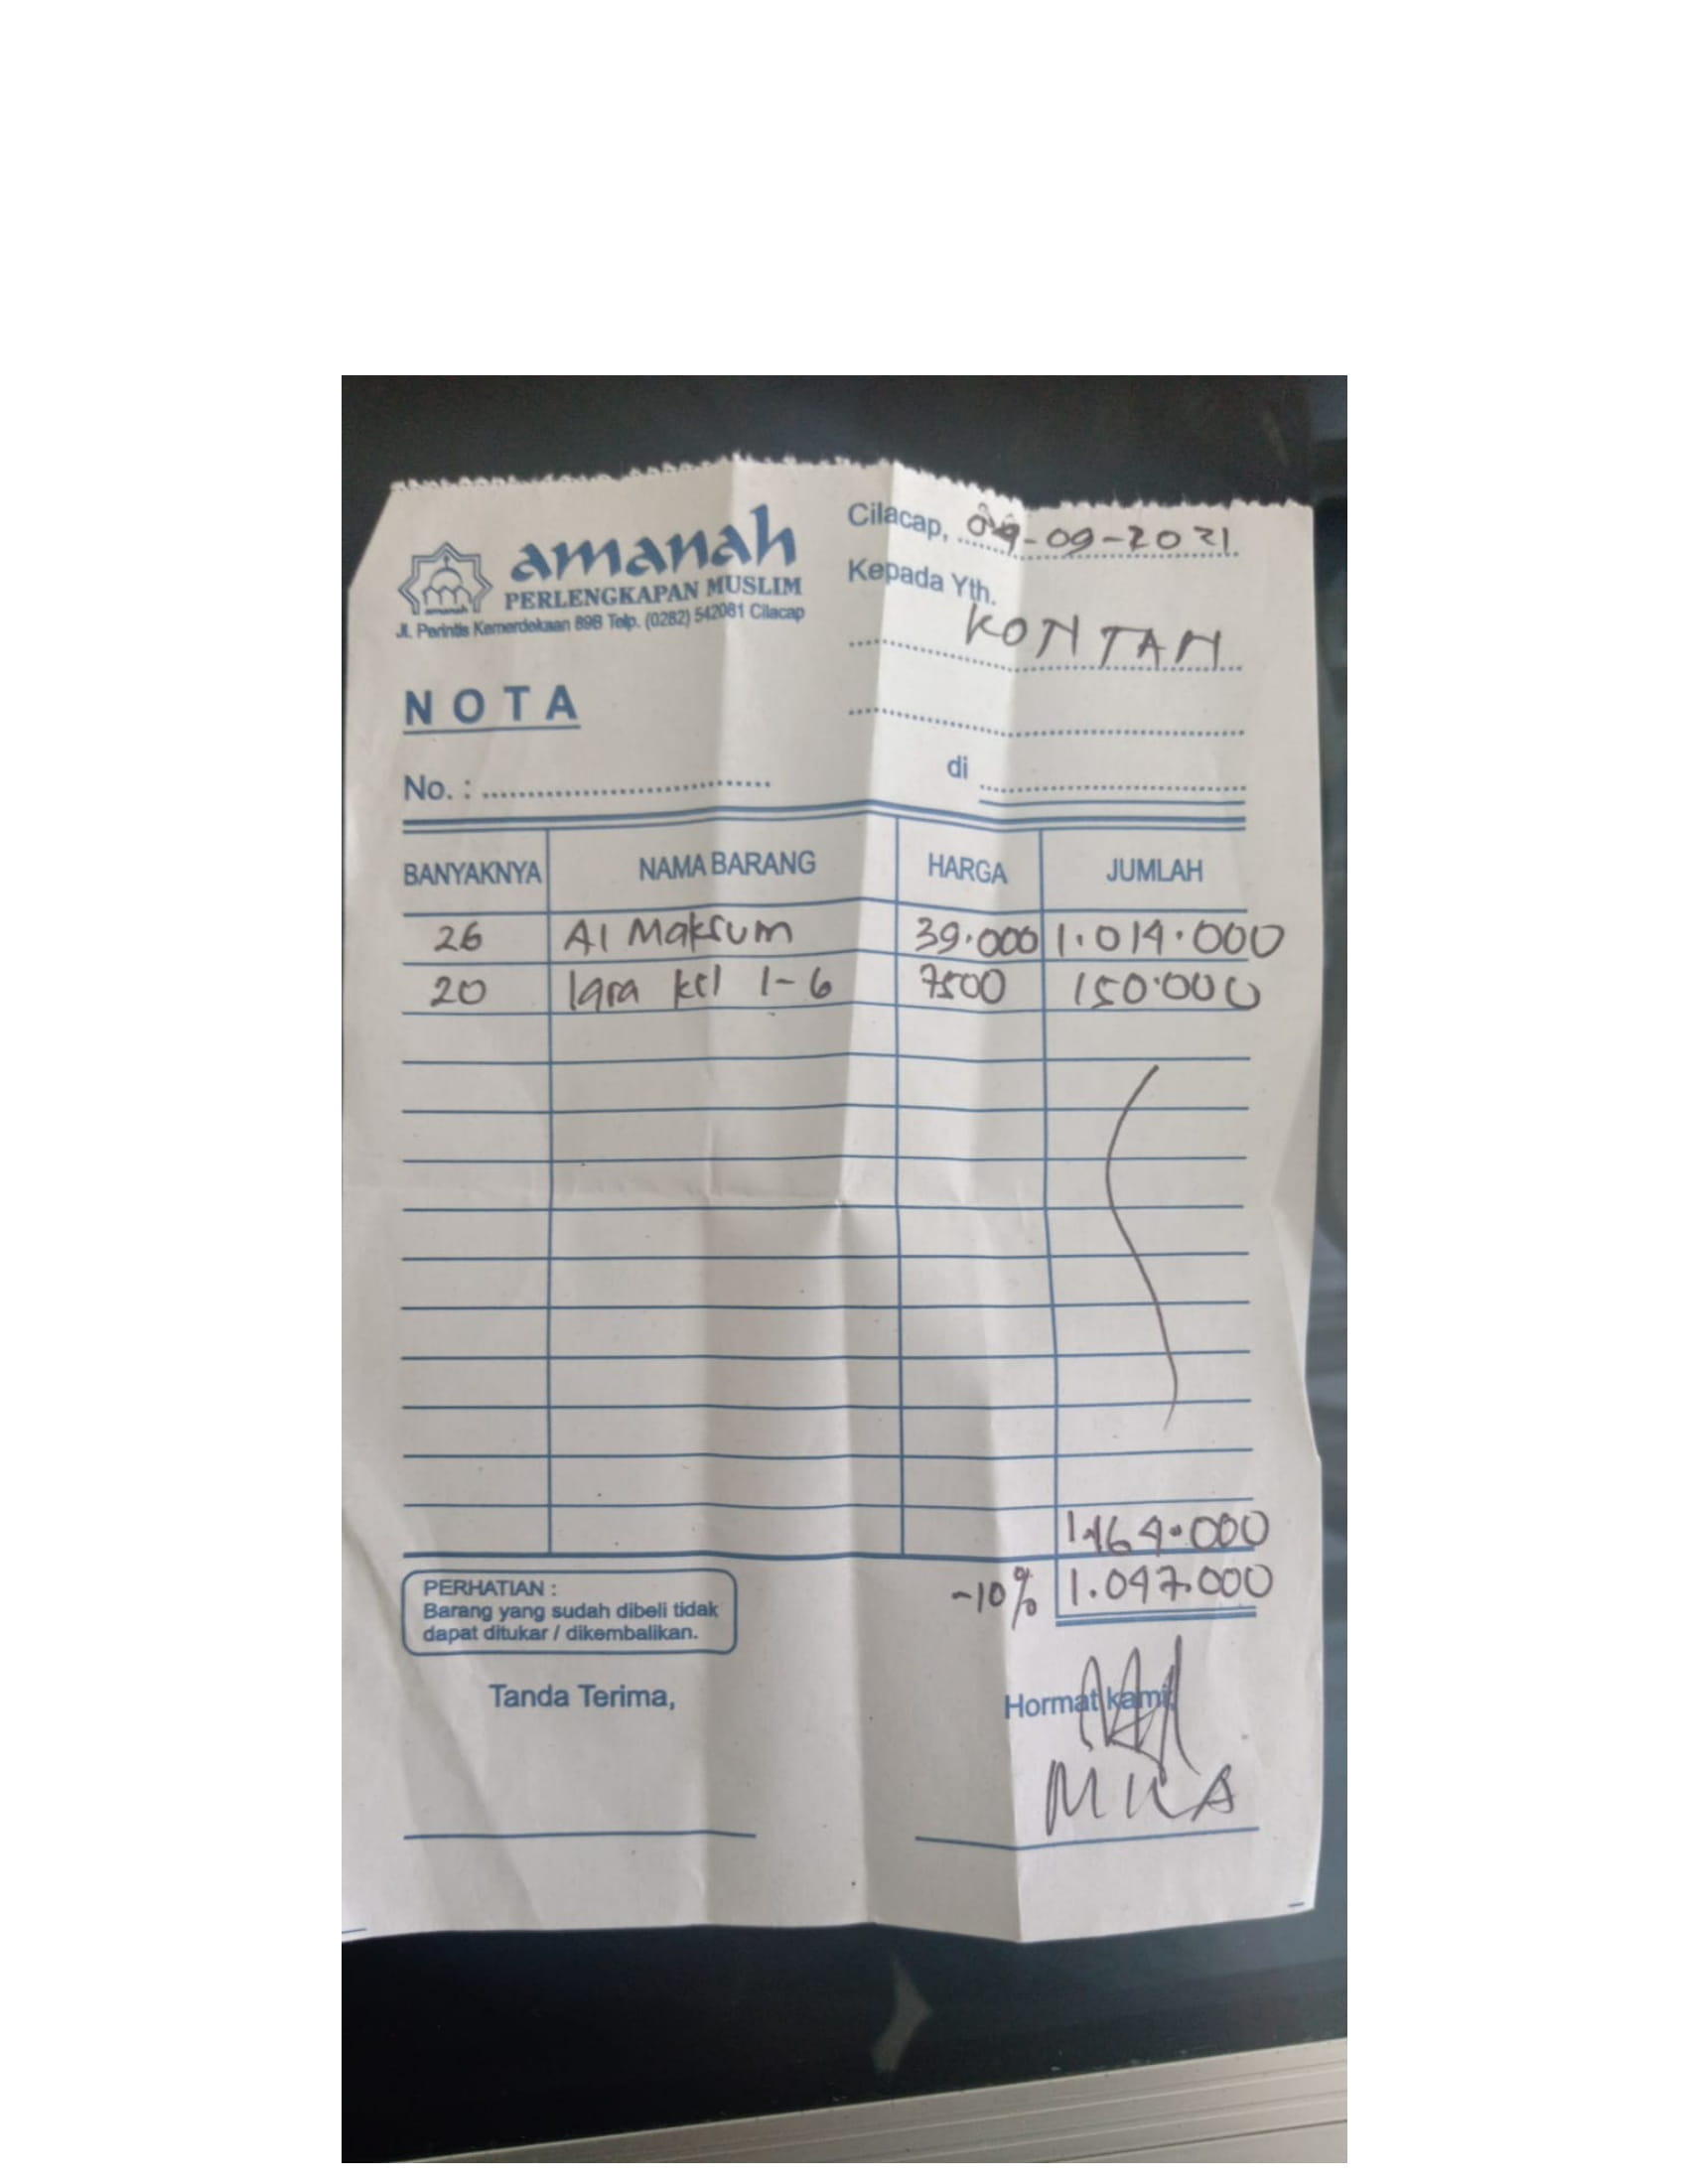 amanah
PERLENGKAPAN MUSLIM
Jl. Perintis Kemerdekaan 89B Telp. (0282) 542081 Cilacap
Cilacap, 09-09-2021
Kepada Yth.
KONTAN
NOTA
No. :
di
BANYAKNYA NAMA BARANG HARGA JUMLAH
26 Al Maksum 39.000 1.014.000
20 Iqra kcl 1-6 7500 150.000
1.164.000
-10% 1.047.000
PERHATIAN :
Barang yang sudah dibeli tidak
dapat ditukar / dikembalikan.
Tanda Terima,
Hormat kami,
amanah